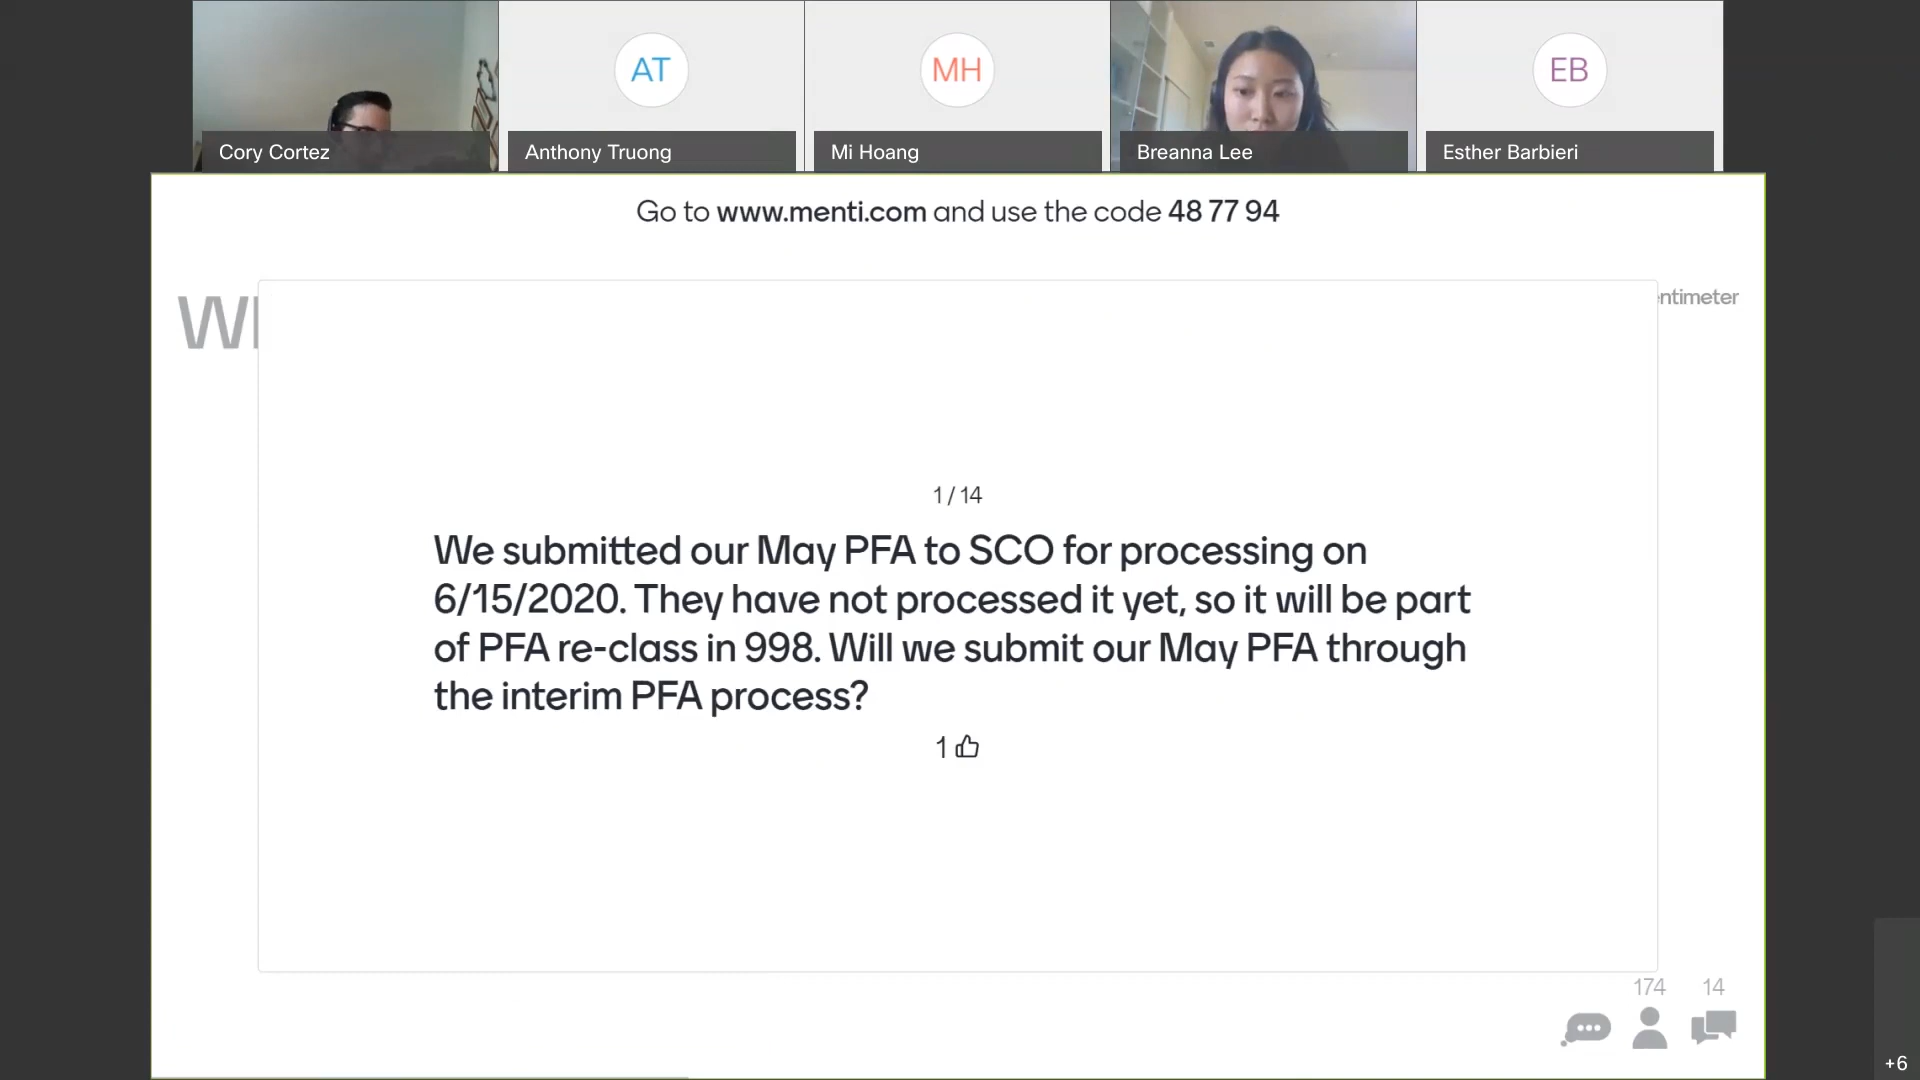 AT
MH
EB
Cory Cortez
Anthony Truong
Mi Hoang
Breanna Lee
Esther Barbieri
Go to www.menti.com and use the code 48 77 94
entimeter
1 / 14
We submitted our May PFA to SCO for processing on
6/15/2020. They have not processed it yet, so it will be part
of PFA re-class in 998. Will we submit our May PFA through
the interim PFA process?
1
174
14
+6